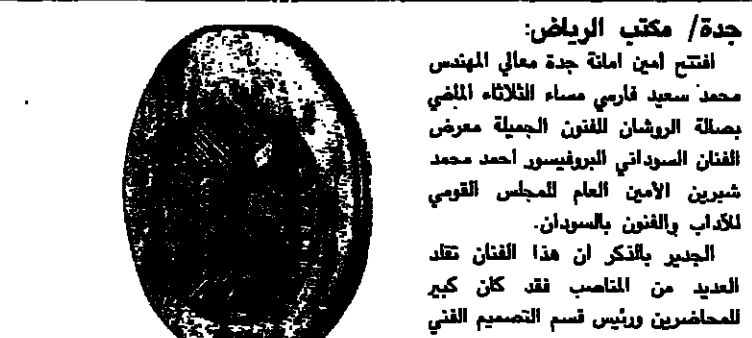 جدة/ مكتب الرياض:
افتتح امين امانة جدة معالي المهندس
محمد سعيد فارسي مساء الثلاثاء الماضي
بصالة الروشان للفنون الجميلة معرض
الفنان السوداني البروفيسور احمد محمد
شبرين الأمين العام للمجلس القومي
للآداب والفنون بالسودان.
الجدير بالذكر ان هذا الفنان تقلد
العديد من المناصب فقد كان كبير
للمحاضرين ورئيس قسم التصميم الفني